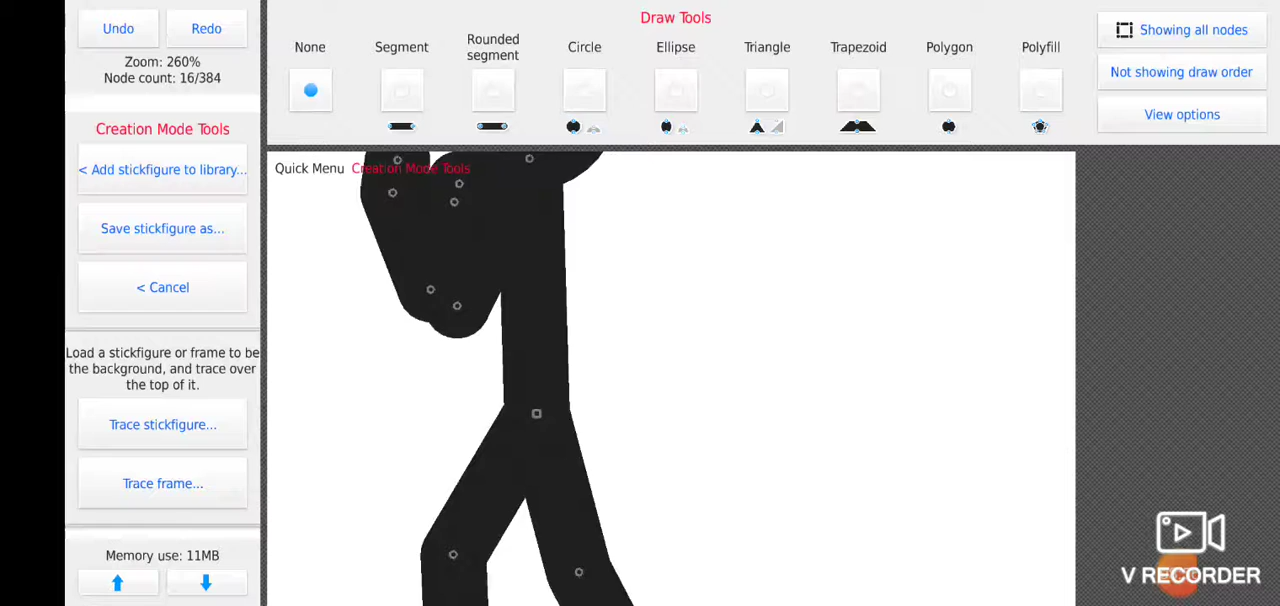 Undo
Redo
Zoom: 260%
Node count: 16/384
Creation Mode Tools
< Add stickfigure to library...
Save stickfigure as...
< Cancel
Load a stickfigure or frame to be
the background, and trace over
the top of it.
Trace stickfigure...
Trace frame...
Memory use: 11MB
Draw Tools
None
Segment
Rounded
segment
Circle
Ellipse
Triangle
Trapezoid
Polygon
Polyfill
Showing all nodes
Not showing draw order
View options
Quick Menu Creation Mode Tools
V RECORDER